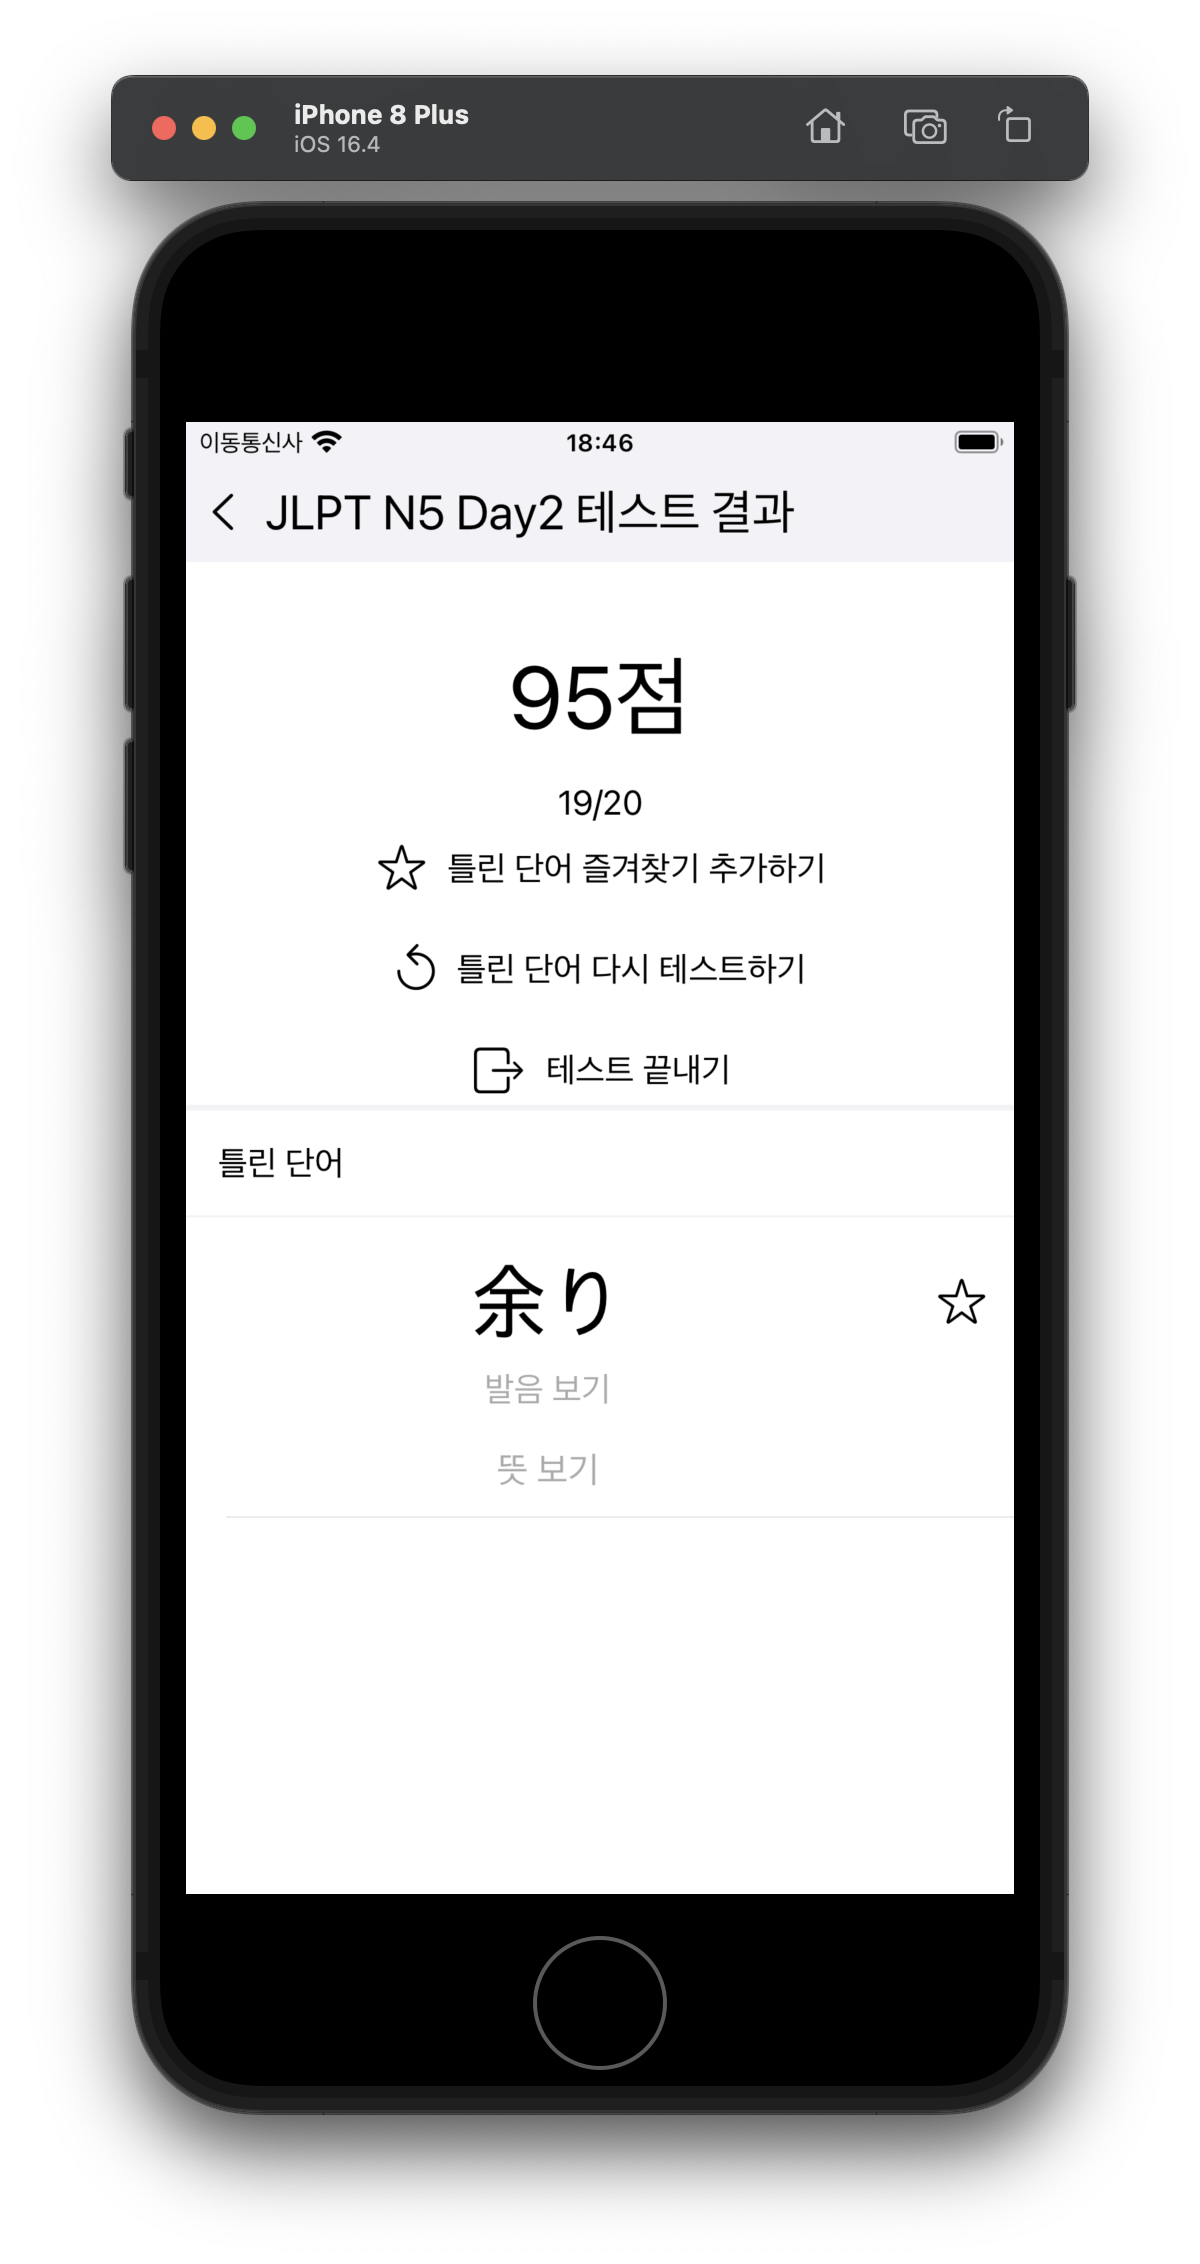 iPhone 8 Plus
iOS 16.4
이동통신사 18:46
JLPT N5 Day2 테스트 결과
95점
19/20
틀린 단어 즐겨찾기 추가하기
틀린 단어 다시 테스트하기
테스트 끝내기
틀린 단어
余り
발음 보기
뜻 보기